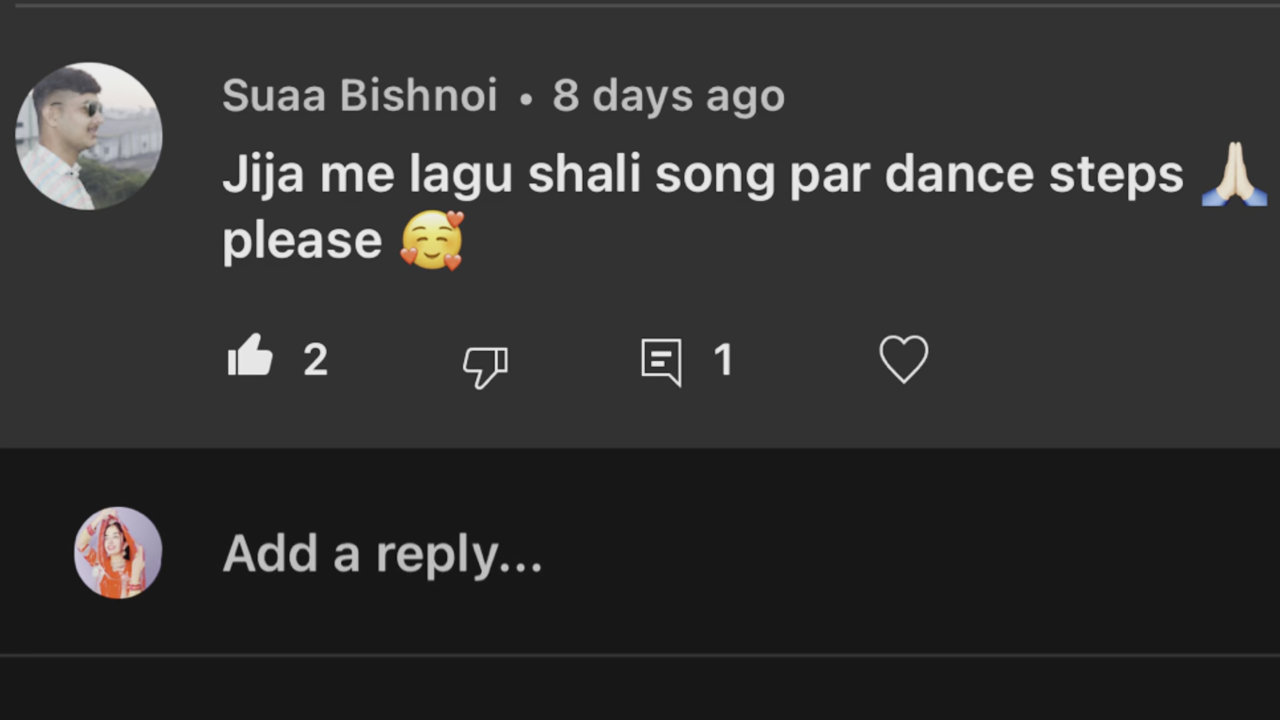 Suaa Bishnoi • 8 days ago
Jija me lagu shali song par dance steps 🙏🏻
please 🥰
2 1
Add a reply...